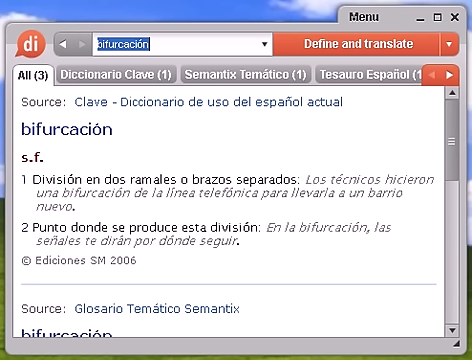 Menu
di
bifurcación
Define and translate
All (3)
Diccionario Clave (1)
Semantix Temático (1)
Tesauro Español (1
Source: Clave - Diccionario de uso del español actual
bifurcación
s.f.
1 División en dos ramales o brazos separados: Los técnicos hicieron
una bifurcación de la línea telefónica para llevarla a un barrio
nuevo.
2 Punto donde se produce esta división: En la bifurcación, las
señales te dirán por dónde seguir.
© Ediciones SM 2006
Source: Glosario Temático Semantix
bifurcación